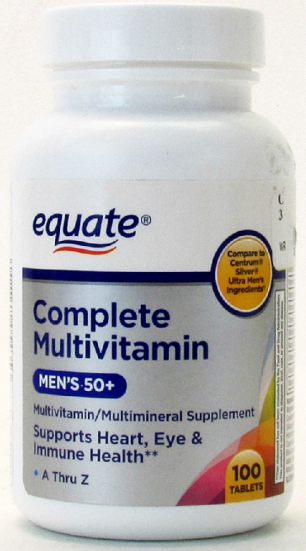 equate®
Compare to
Centrum®
Silver®
Ultra Men's
Ingredients†
Complete
Multivitamin
MEN'S 50+
Multivitamin/Multimineral Supplement
Supports Heart, Eye &
Immune Health**
• A Thru Z
100
TABLETS